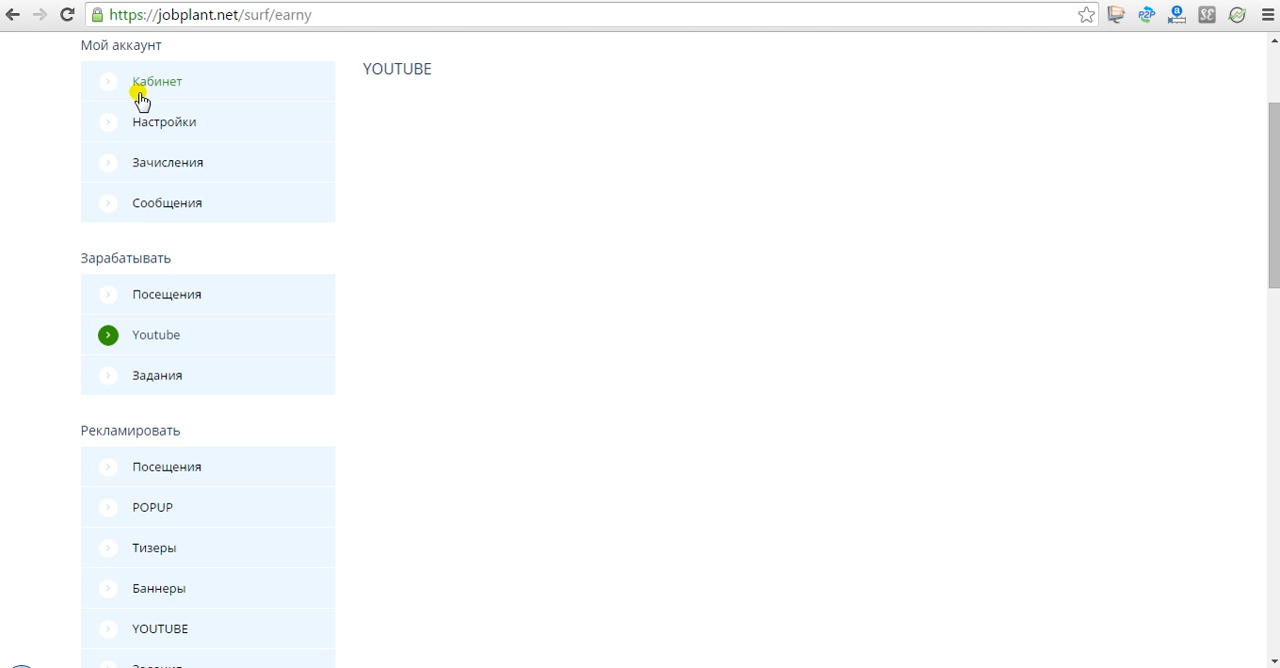 https://jobplant.net/surf/earny
Мой аккаунт
Кабинет
Настройки
Зачисления
Сообщения
Зарабатывать
Посещения
Youtube
Задания
Рекламировать
Посещения
POPUP
Тизеры
Баннеры
YOUTUBE
YOUTUBE